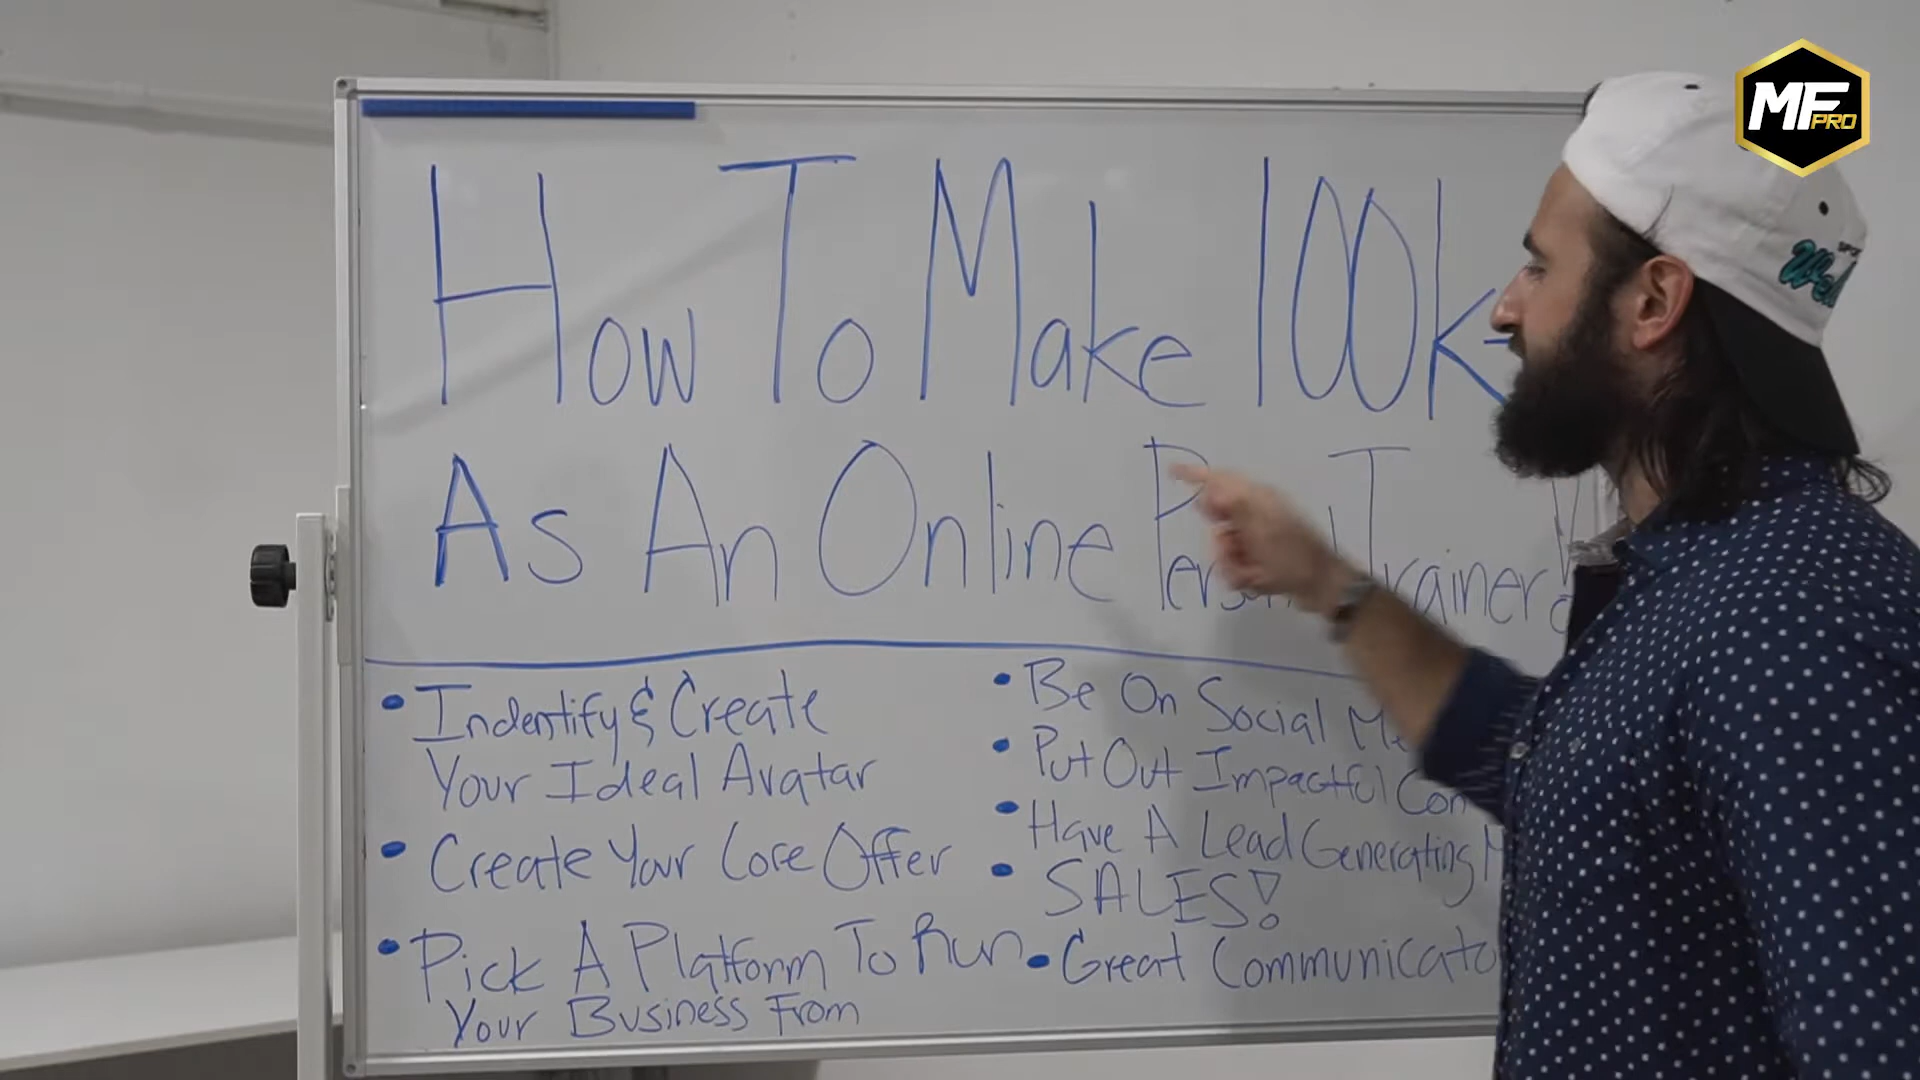 How To Make 100k
As An Online Trainer
• Indentify & Create
Your Ideal Avatar
• Create Your Core Offer
• Pick A Platform To Run
Your Business From
• Be On Social
• Put Out Impactful
• Have A Lead Generating
• SALES!
• Great
MF
PRO